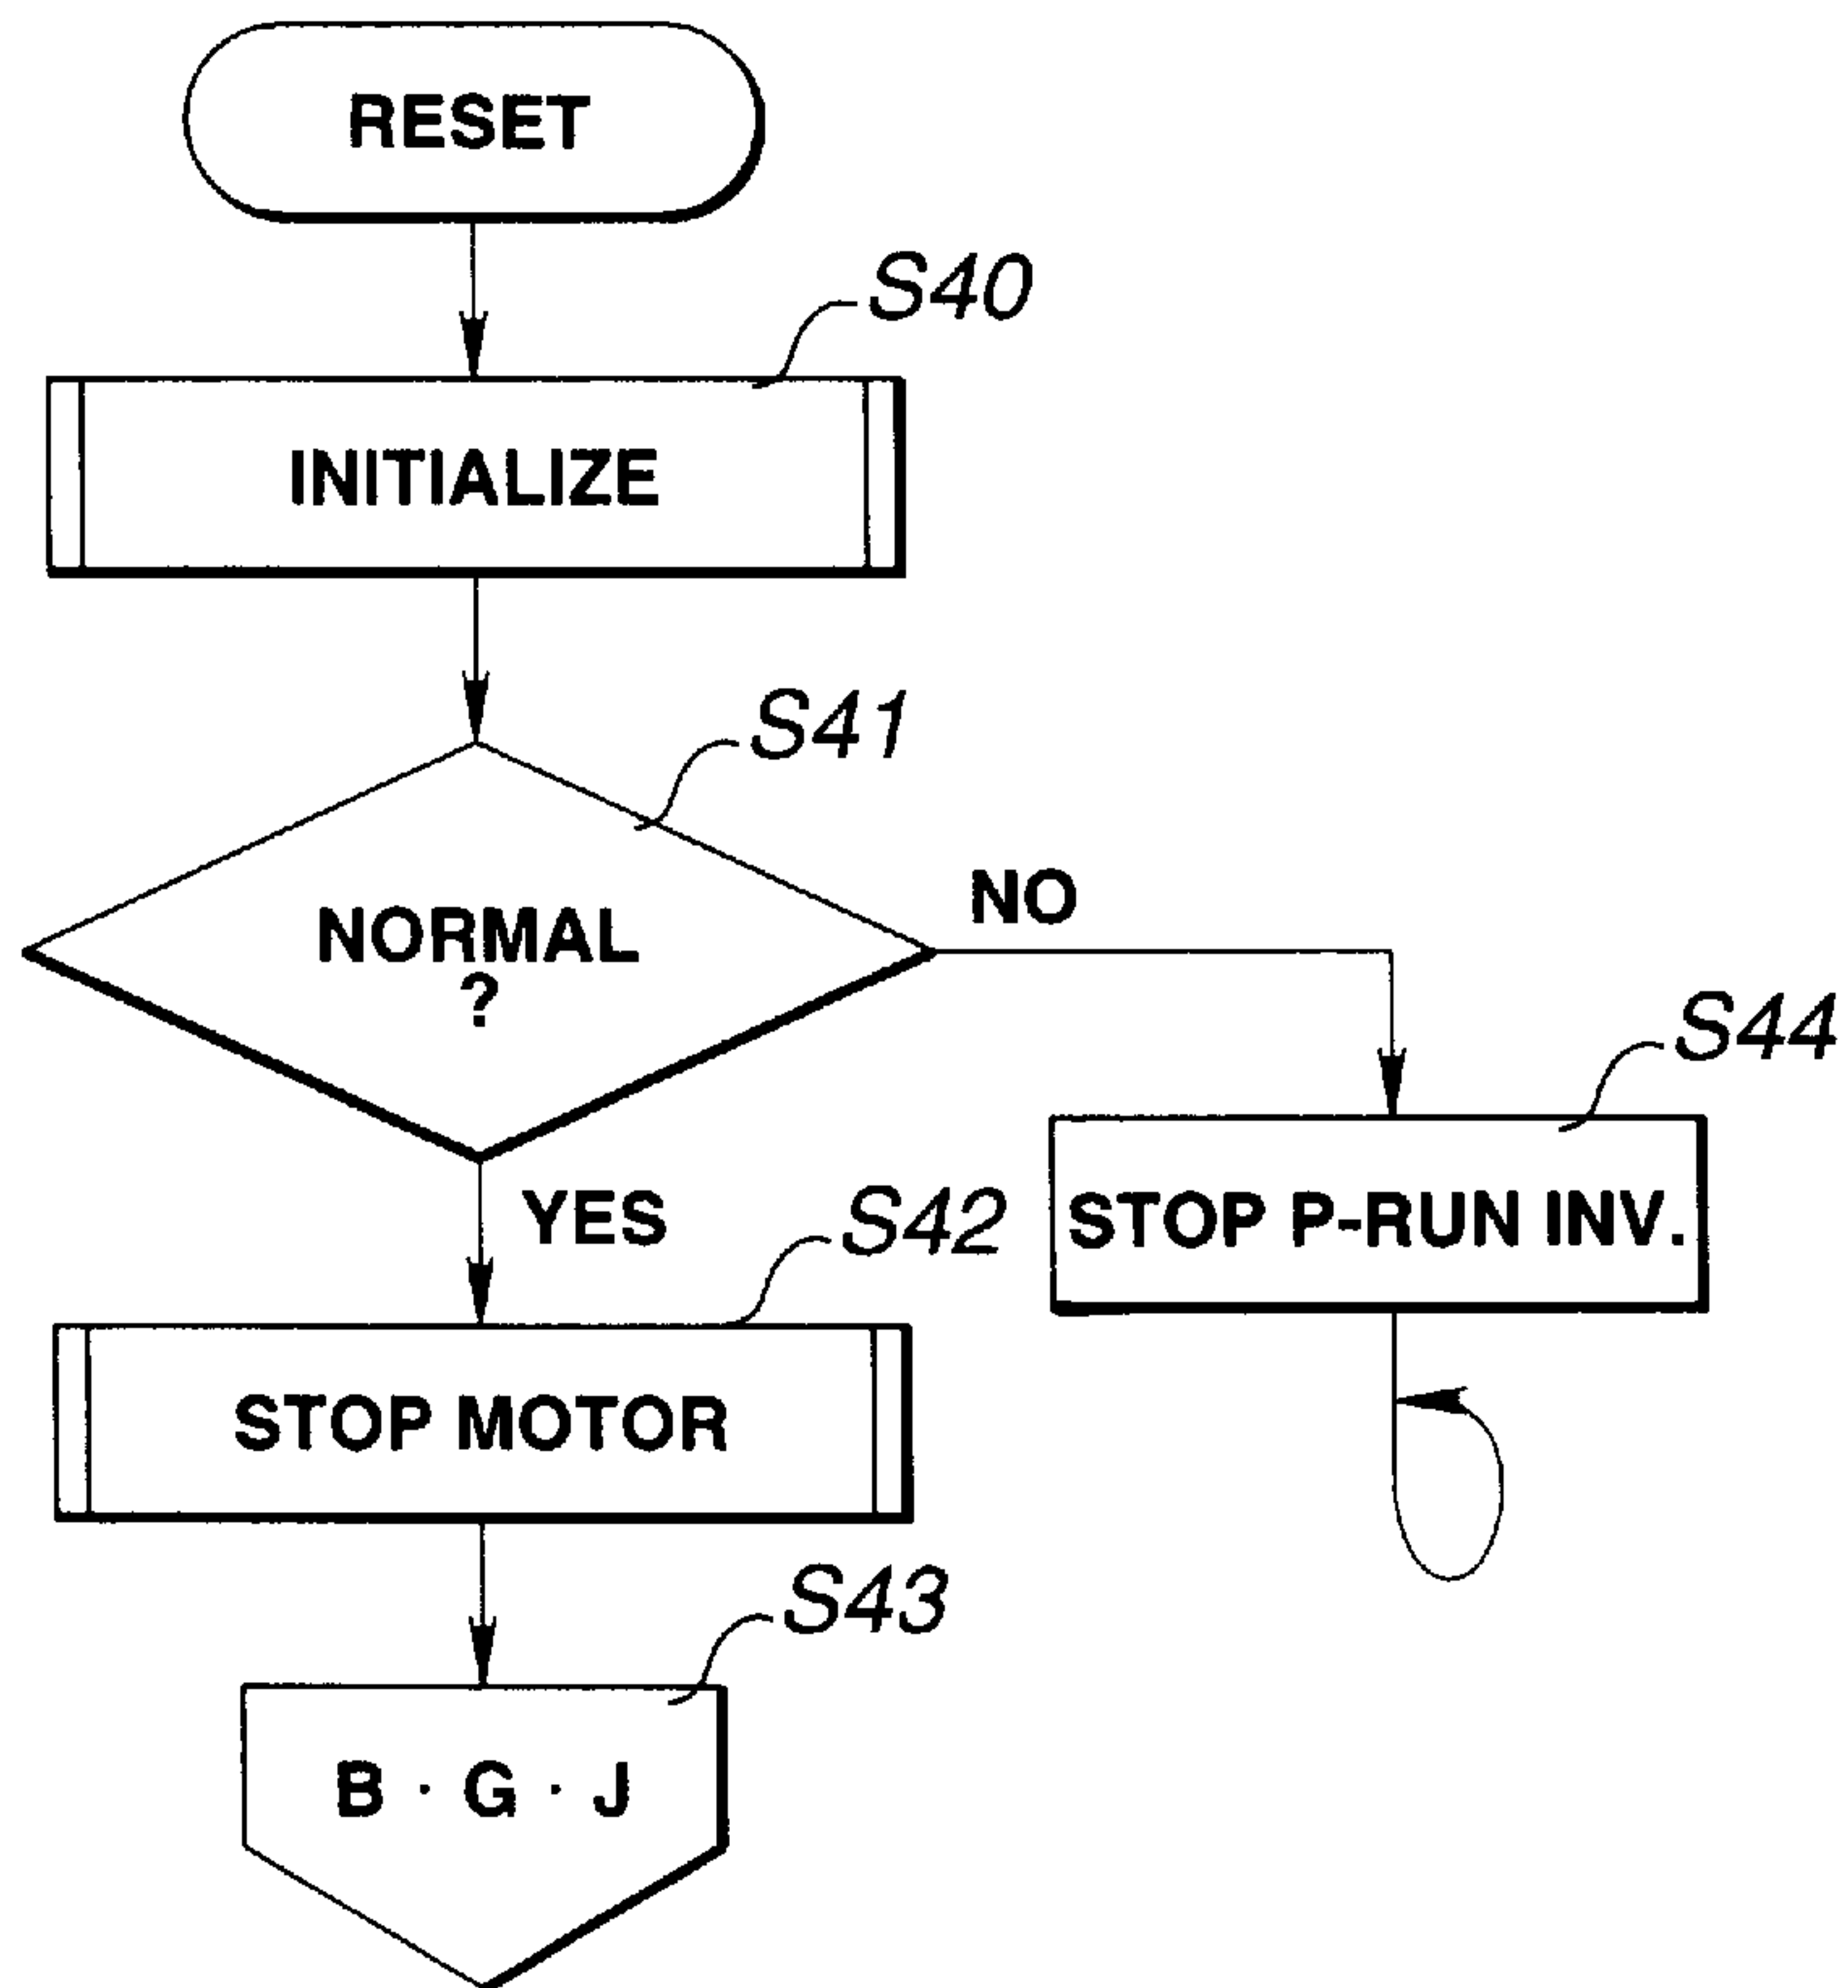 RESET
S40
INITIALIZE
S41
NORMAL
?
NO
S44
STOP P-RUN INV.
YES
S42
STOP MOTOR
S43
B · G · J